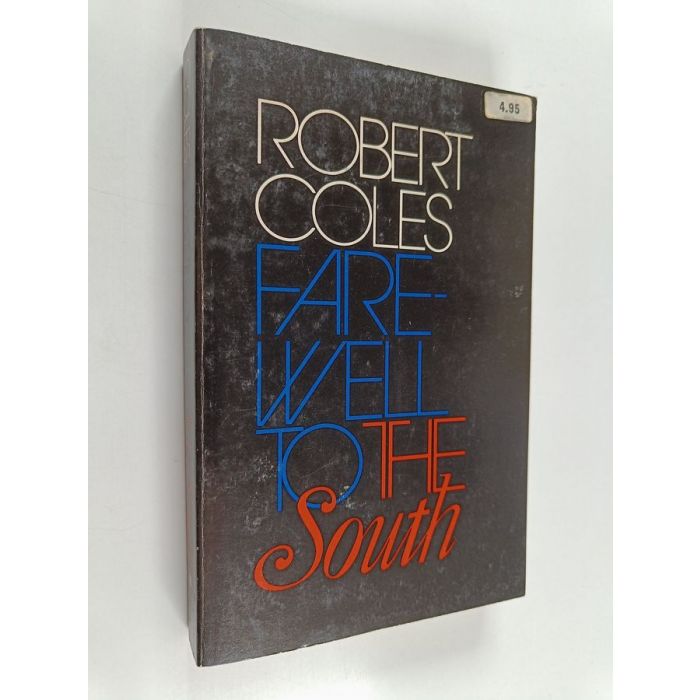 4.95
ROBERT
COLES
FARE-
WELL
TO THE
South